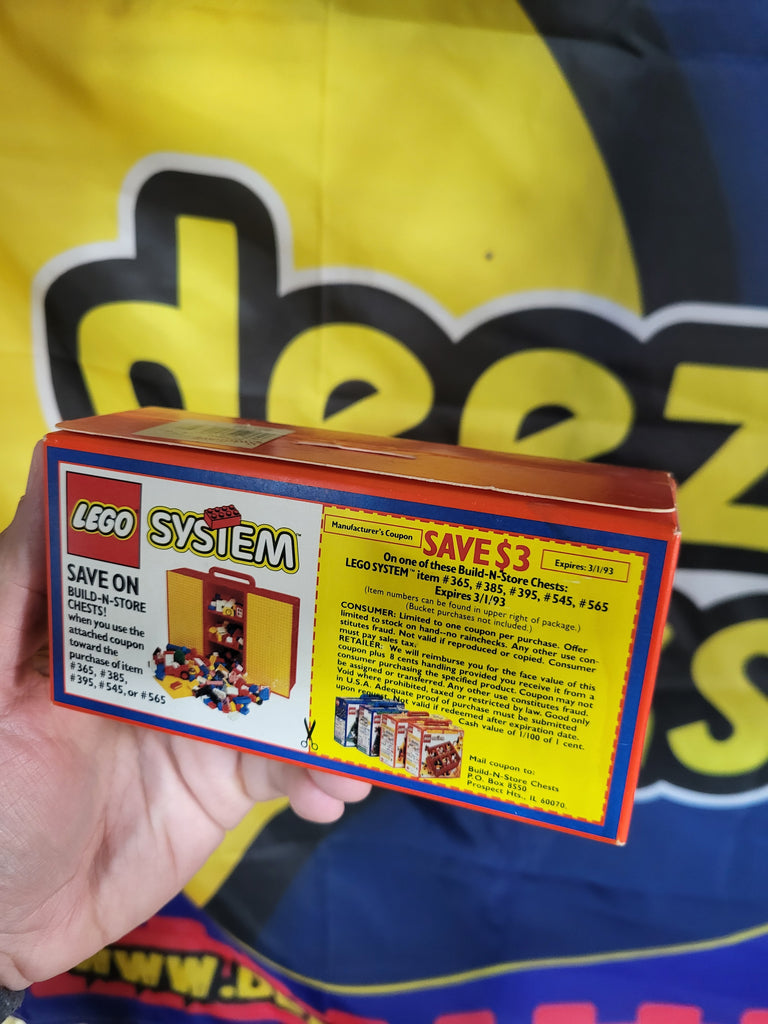 deez
s
LEGO
SYSTEM™
SAVE ON
BUILD-N-STORE
CHESTS!
when you use the
attached coupon
toward the
purchase of item
#365, #385,
#395, #545, or #565
Manufacturer's Coupon
SAVE $3
Expires: 3/1/93
On one of these Build-N-Store Chests:
LEGO SYSTEM™ item #365, #385, #395, #545, #565
Expires 3/1/93
(Item numbers can be found in upper right of package.)
(Bucket purchases not included.)
CONSUMER: Limited to one coupon per purchase. Offer
limited to stock on hand--no rainchecks. Any other use con-
stitutes fraud. Not valid if reproduced or copied. Consumer
must pay sales tax.
RETAILER: We will reimburse you for the face value of this
coupon plus 8 cents handling provided you receive it from a
consumer purchasing the specified product. Coupon may not
be assigned or transferred. Any other use constitutes fraud.
Void where prohibited, taxed or restricted by law. Good only
in U.S.A. Adequate proof of purchase must be submitted
upon request. Not valid if redeemed after expiration date.
Cash value of 1/100 of 1 cent.
Mail coupon to:
Build-N-Store Chests
P.O. Box 8550
Prospect Hts., IL 60070.
WWW.